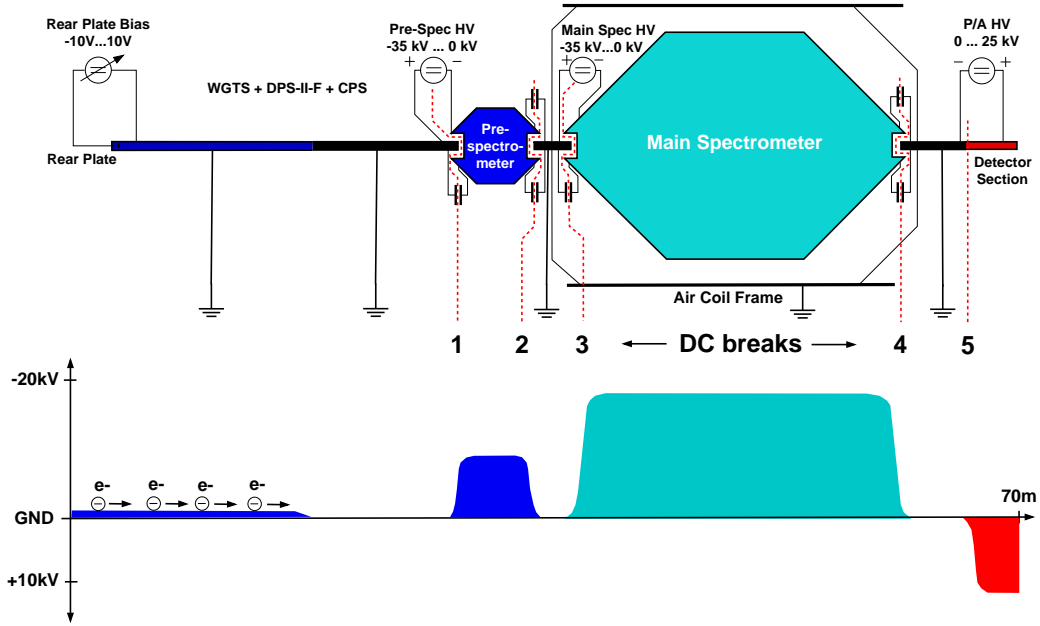 Rear Plate Bias
-10V...10V
Pre-Spec HV
-35 kV ... 0 kV
Main Spec HV
-35 kV...0 kV
P/A HV
0 ... 25 kV
+ −
+ −
− +
WGTS + DPS-II-F + CPS
Rear Plate
Pre-
spectro-
meter
Main Spectrometer
Detector
Section
Air Coil Frame
1 2 3 ← DC breaks → 4 5
-20kV
e- e- e- e-
− − − −
70m
GND
+10kV